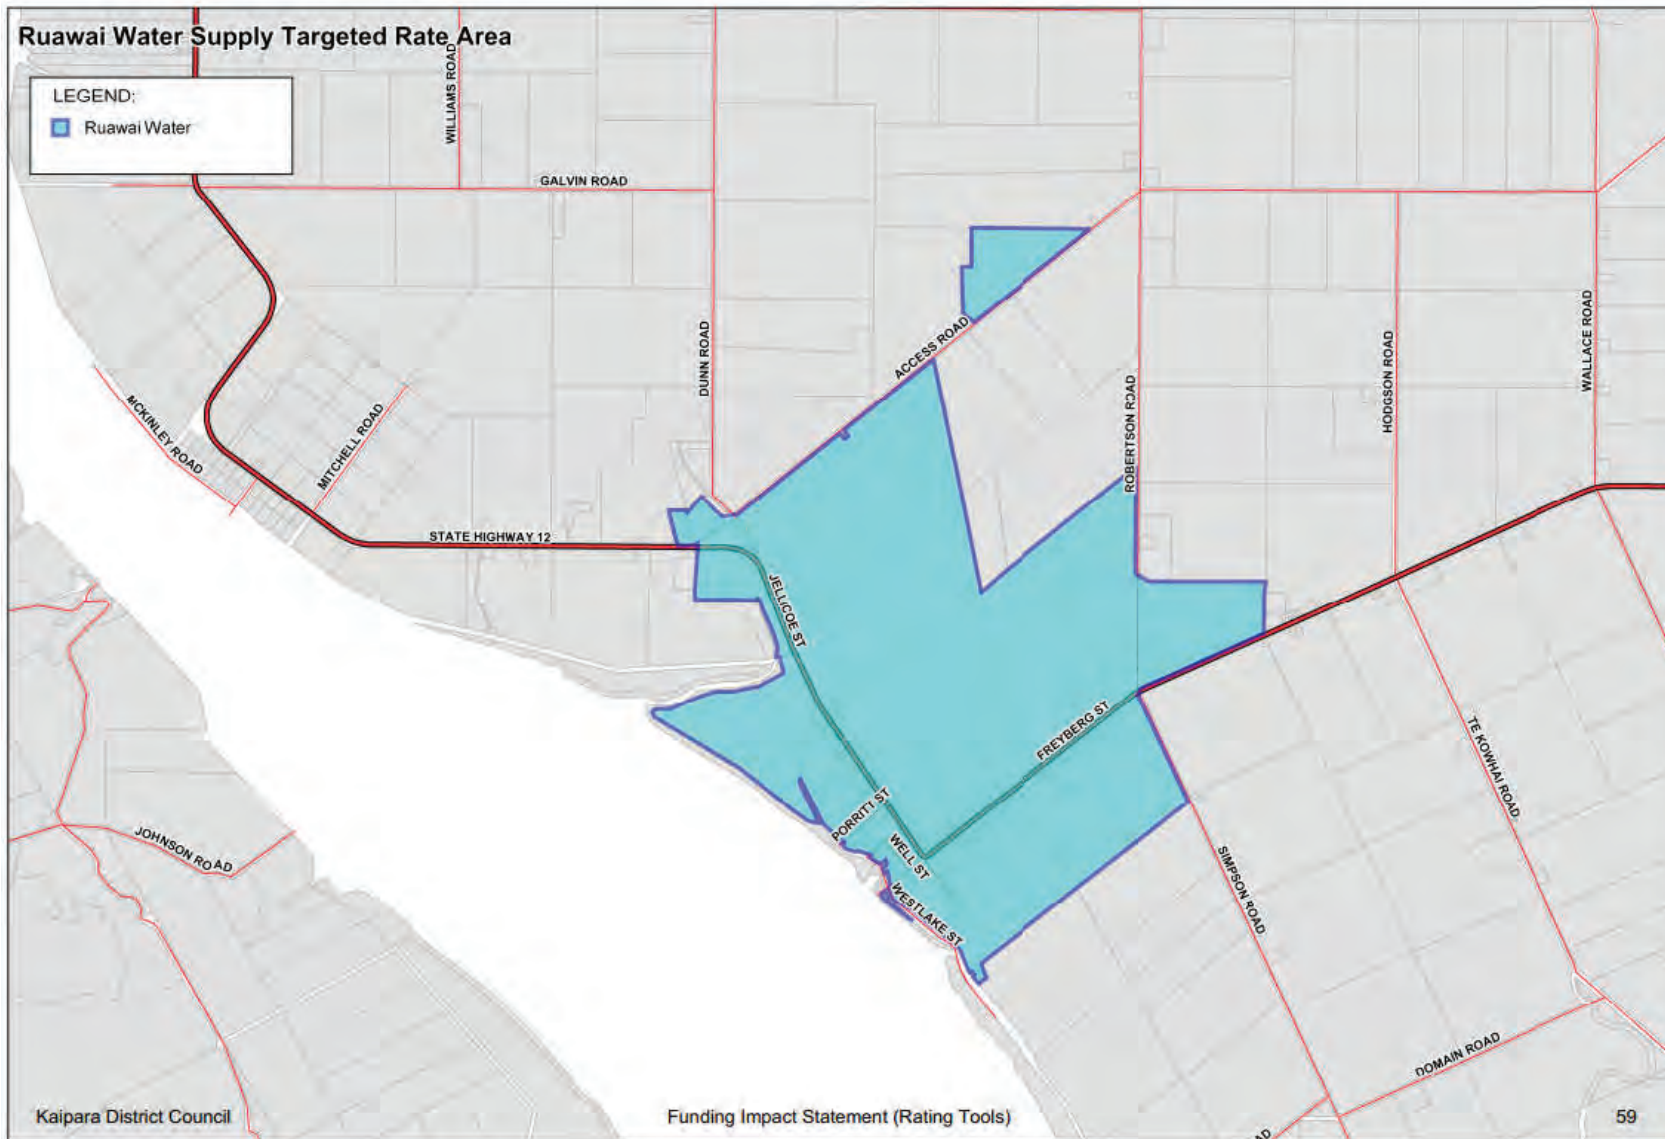 Ruawai Water Supply Targeted Rate Area
LEGEND:
Ruawai Water
WILLIAMS ROAD
GALVIN ROAD
DUNN ROAD
ACCESS ROAD
ROBERTSON ROAD
HODGSON ROAD
WALLACE ROAD
MCKINLEY ROAD
MITCHELL ROAD
STATE HIGHWAY 12
JELLICOE ST
FREYBERG ST
PORRITT ST
WELL ST
WESTLAKE ST
TE KOWHAI ROAD
SIMPSON ROAD
JOHNSON ROAD
DOMAIN ROAD
Kaipara District Council
Funding Impact Statement (Rating Tools)
59